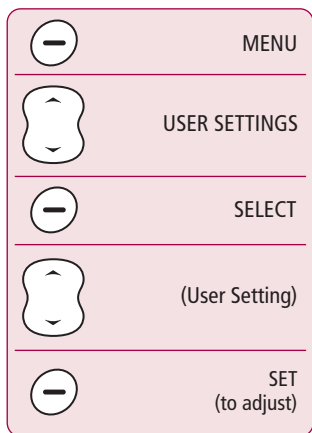 MENU
USER SETTINGS
SELECT
(User Setting)
SET
(to adjust)